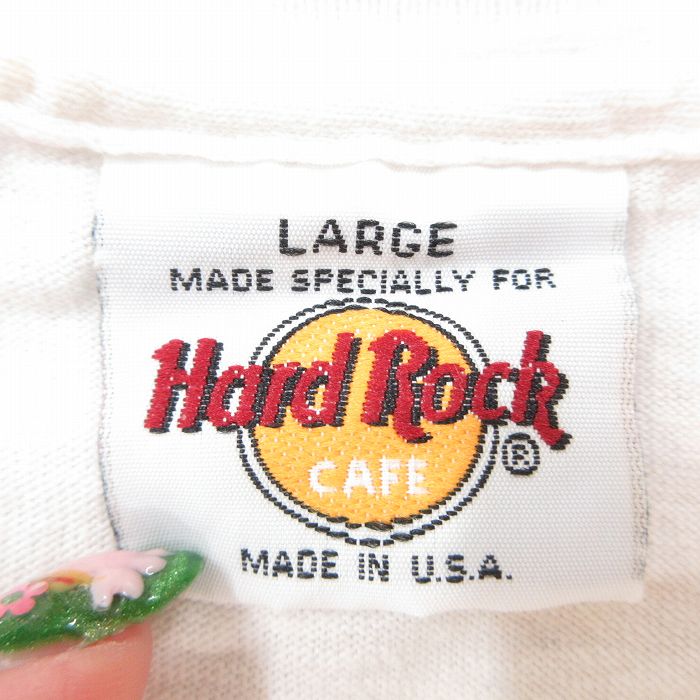 LARGE
MADE SPECIALLY FOR
Hard Rock
CAFE ®
MADE IN U.S.A.